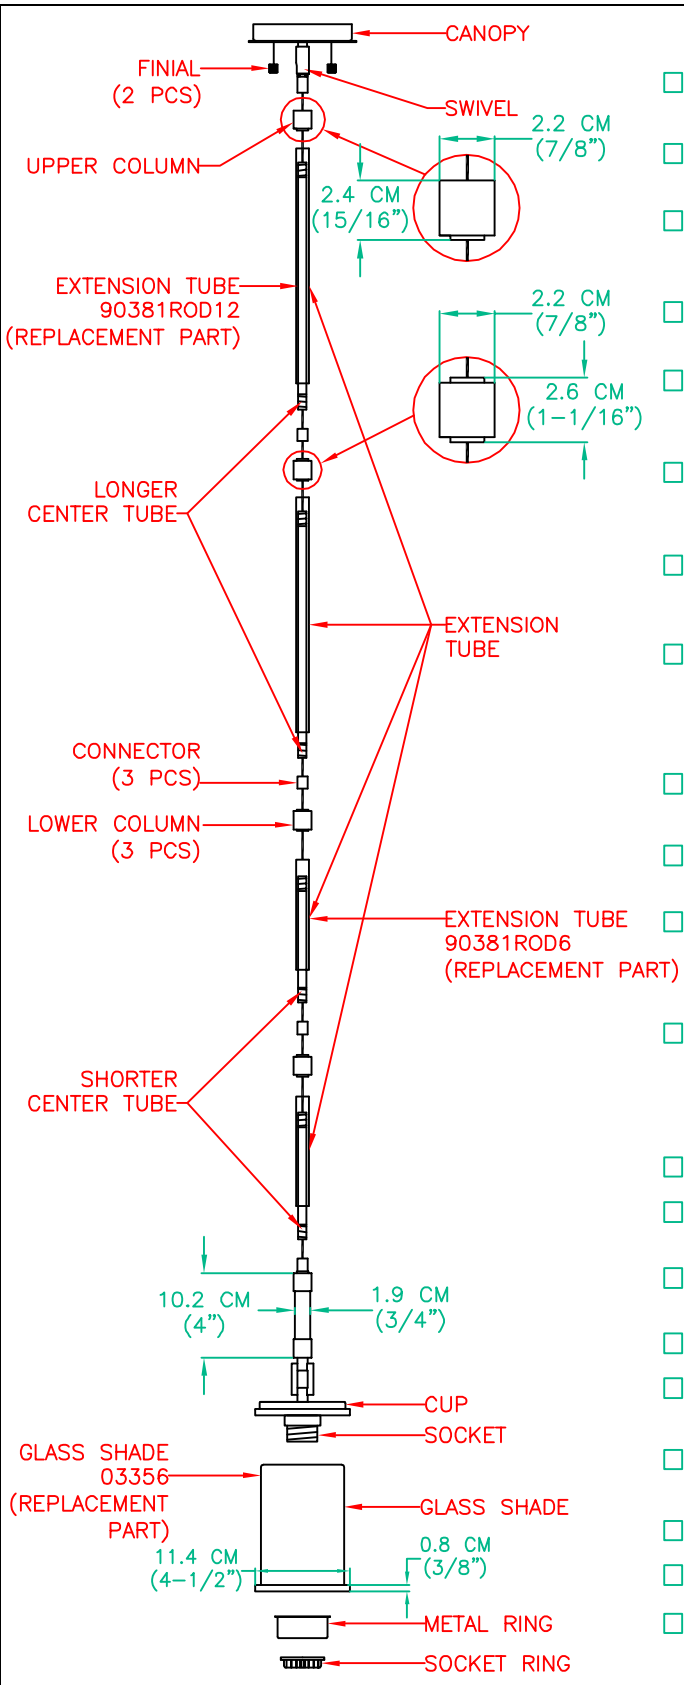 CANOPY
FINIAL
(2 PCS)
SWIVEL
2.2 CM
(7/8”)
UPPER COLUMN
2.4 CM
(15/16”)
EXTENSION TUBE
90381ROD12
(REPLACEMENT PART)
2.2 CM
(7/8”)
2.6 CM
(1-1/16”)
LONGER
CENTER TUBE
EXTENSION
TUBE
CONNECTOR
(3 PCS)
LOWER COLUMN
(3 PCS)
EXTENSION TUBE
90381ROD6
(REPLACEMENT PART)
SHORTER
CENTER TUBE
10.2 CM
(4”)
1.9 CM
(3/4”)
CUP
SOCKET
GLASS SHADE
03356
(REPLACEMENT
PART)
GLASS SHADE
11.4 CM
(4-1/2”)
0.8 CM
(3/8”)
METAL RING
SOCKET RING